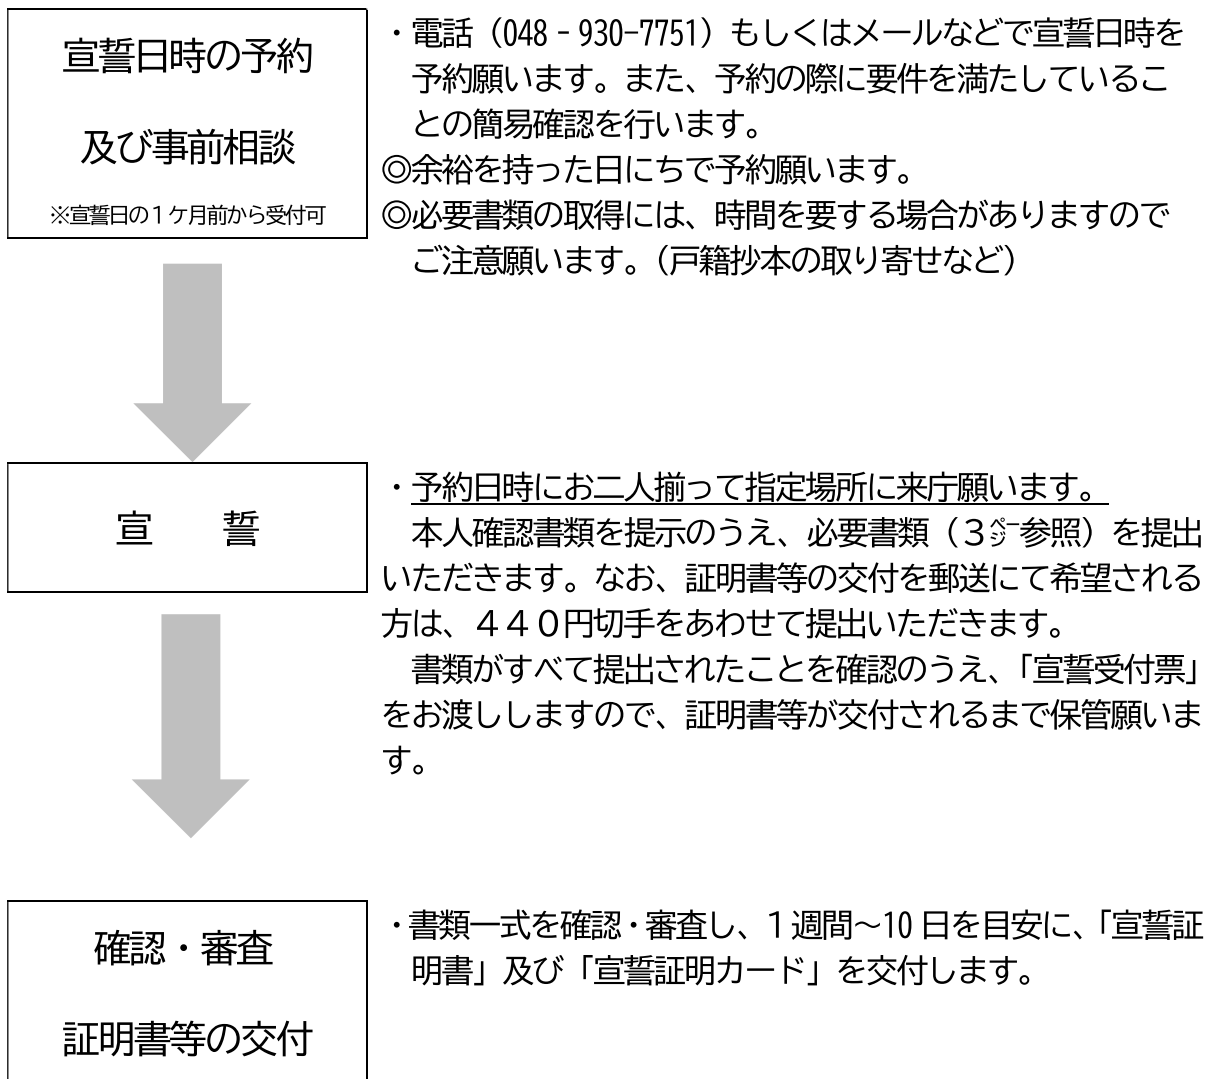 宣誓日時の予約
及び事前相談
※宣誓日の１ケ月前から受付可
・電話（048‐930−7751）もしくはメールなどで宣誓日時を
予約願います。また、予約の際に要件を満たしているこ
との簡易確認を行います。
◎余裕を持った日にちで予約願います。
◎必要書類の取得には、時間を要する場合がありますので
ご注意願います。（戸籍抄本の取り寄せなど）
宣　誓
・予約日時にお二人揃って指定場所に来庁願います。
本人確認書類を提示のうえ、必要書類（３㌻参照）を提出
いただきます。なお、証明書等の交付を郵送にて希望される
方は、４４０円切手をあわせて提出いただきます。
書類がすべて提出されたことを確認のうえ、「宣誓受付票」
をお渡ししますので、証明書等が交付されるまで保管願いま
す。
確認・審査
証明書等の交付
・書類一式を確認・審査し、１週間～10 日を目安に、「宣誓証
明書」及び「宣誓証明カード」を交付します。